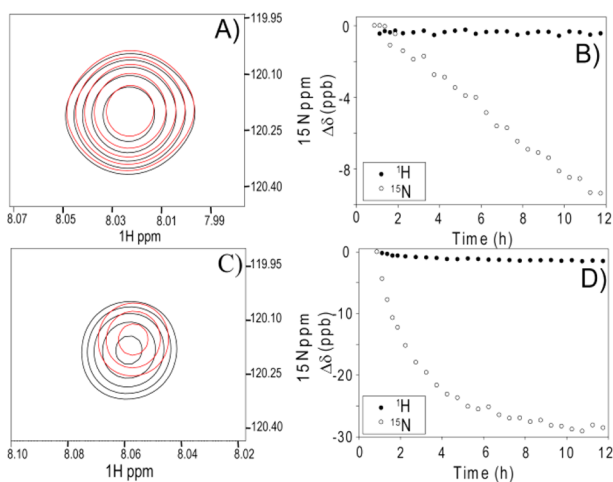 A)
119.95
120.10
120.25
120.40
15N ppm
8.07 8.05 8.03 8.01 7.99
1H ppm
B)
0
-4
-8
Δδ (ppb)
¹H
¹⁵N
0 2 4 6 8 10 12
Time (h)
C)
119.95
120.10
120.25
120.40
15N ppm
8.10 8.08 8.06 8.04 8.02
1H ppm
D)
0
-10
-20
-30
Δδ (ppb)
¹H
¹⁵N
0 2 4 6 8 10 12
Time (h)